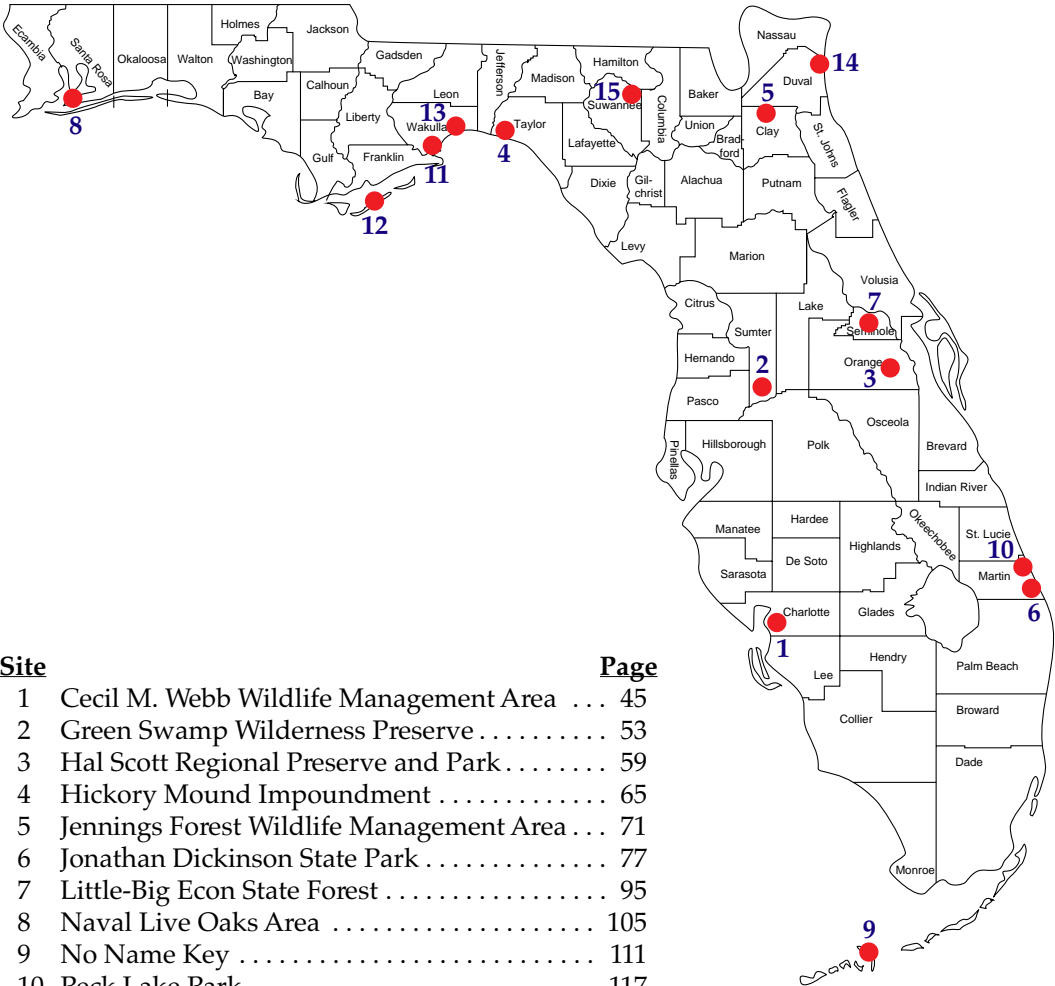 Ecambia
Santa Rosa
Okaloosa
Walton
Holmes
Washington
Jackson
Bay
Calhoun
Gulf
Liberty
Gadsden
Franklin
Leon
Wakulla
Jefferson
Madison
Taylor
Hamilton
Suwannee
Lafayette
Dixie
Columbia
Gil-
christ
Levy
Baker
Union
Brad-
ford
Alachua
Nassau
Duval
Clay
St. Johns
Putnam
Flagler
Marion
Volusia
Citrus
Sumter
Lake
Seminole
Orange
Hernando
Pasco
Pinellas
Hillsborough
Polk
Osceola
Brevard
Indian River
Manatee
Hardee
Highlands
Okeechobee
St. Lucie
Sarasota
De Soto
Martin
Charlotte
Glades
Lee
Hendry
Palm Beach
Collier
Broward
Dade
Monroe
8
13
11
12
4
15
5
14
7
3
2
10
6
1
9
Site Page
1 Cecil M. Webb Wildlife Management Area ... 45
2 Green Swamp Wilderness Preserve .......... 53
3 Hal Scott Regional Preserve and Park ........ 59
4 Hickory Mound Impoundment ............. 65
5 Jennings Forest Wildlife Management Area ... 71
6 Jonathan Dickinson State Park .............. 77
7 Little-Big Econ State Forest ................. 95
8 Naval Live Oaks Area .................... 105
9 No Name Key ........................... 111
10 Peck Lake Park 117